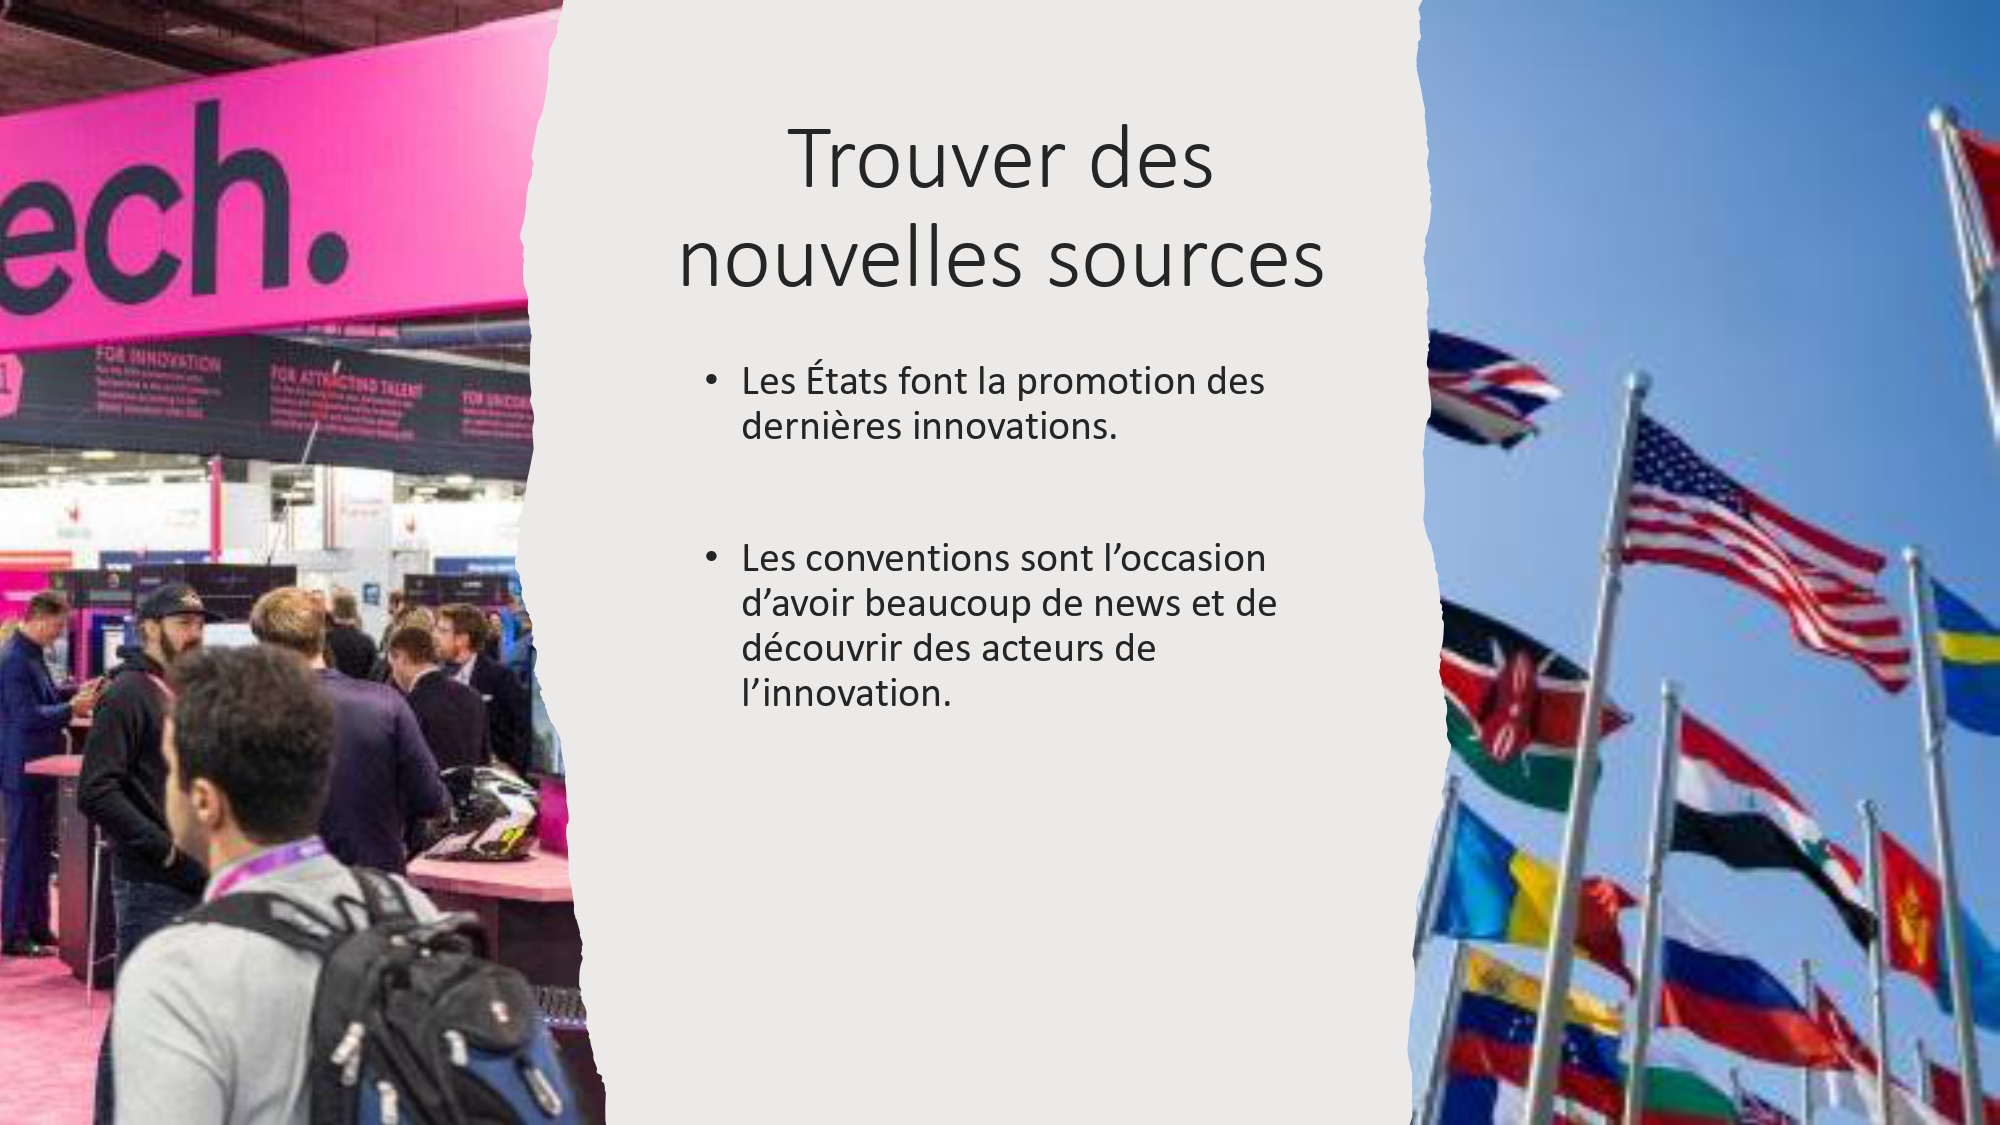 ech.
FOR INNOVATION
FOR ATTRACTING TALENT
FOR UNICORN
Trouver des
nouvelles sources
• Les États font la promotion des
dernières innovations.
• Les conventions sont l’occasion
d’avoir beaucoup de news et de
découvrir des acteurs de
l’innovation.